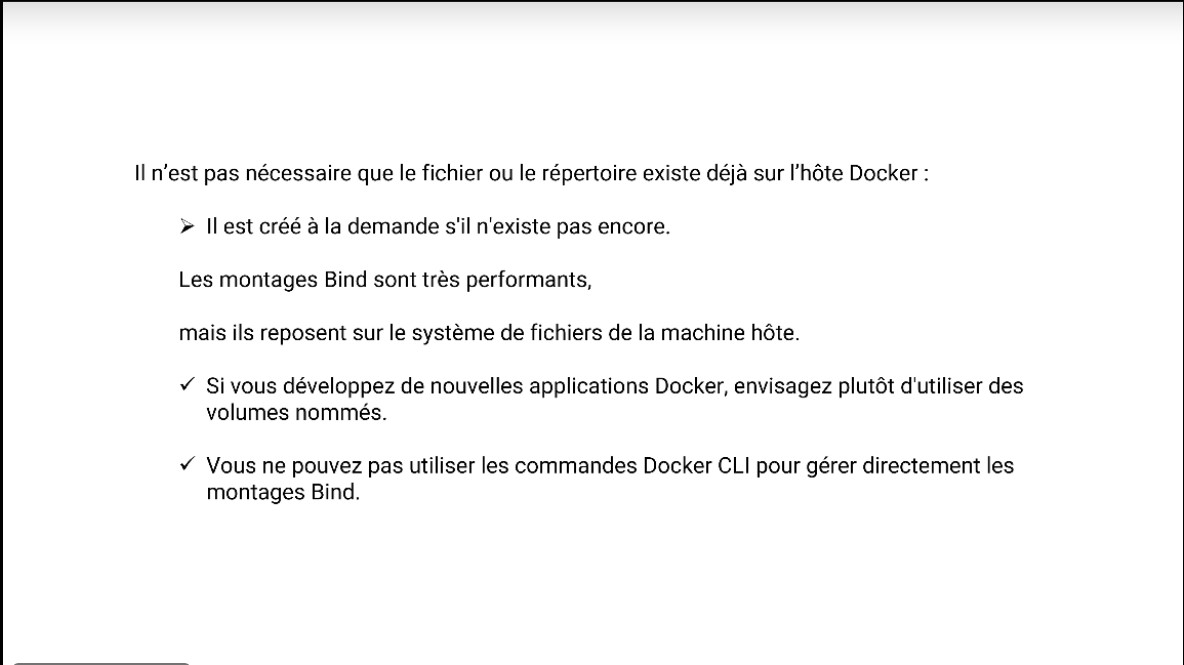 Il n’est pas nécessaire que le fichier ou le répertoire existe déjà sur l’hôte Docker :
➢ Il est créé à la demande s'il n'existe pas encore.
Les montages Bind sont très performants,
mais ils reposent sur le système de fichiers de la machine hôte.
✓ Si vous développez de nouvelles applications Docker, envisagez plutôt d'utiliser des
volumes nommés.
✓ Vous ne pouvez pas utiliser les commandes Docker CLI pour gérer directement les
montages Bind.